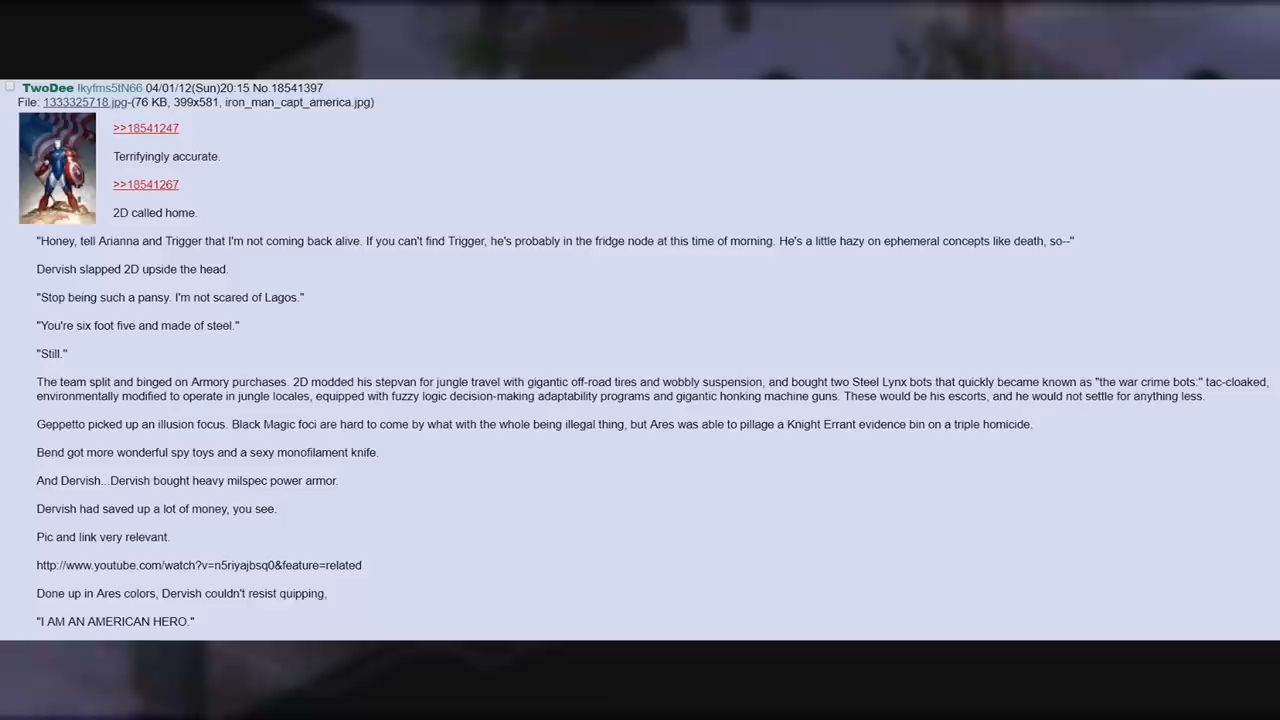 TwoDee !kyfms5tN66 04/01/12(Sun)20:15 No.18541397
File: 1333325718.jpg-(76 KB, 399x581, iron_man_capt_america.jpg)
>>18541247
Terrifyingly accurate.
>>18541267
2D called home.
"Honey, tell Arianna and Trigger that I'm not coming back alive. If you can't find Trigger, he's probably in the fridge node at this time of morning. He's a little hazy on ephemeral concepts like death, so--"
Dervish slapped 2D upside the head.
"Stop being such a pansy. I'm not scared of Lagos."
"You're six foot five and made of steel."
"Still."
The team split and binged on Armory purchases. 2D modded his stepvan for jungle travel with gigantic off-road tires and wobbly suspension, and bought two Steel Lynx bots that quickly became known as "the war crime bots:" tac-cloaked,
environmentally modified to operate in jungle locales, equipped with fuzzy logic decision-making adaptability programs and gigantic honking machine guns. These would be his escorts, and he would not settle for anything less.
Geppetto picked up an illusion focus. Black Magic foci are hard to come by what with the whole being illegal thing, but Ares was able to pillage a Knight Errant evidence bin on a triple homicide.
Bend got more wonderful spy toys and a sexy monofilament knife.
And Dervish...Dervish bought heavy milspec power armor.
Dervish had saved up a lot of money, you see.
Pic and link very relevant.
http://www.youtube.com/watch?v=n5riyajbsq0&feature=related
Done up in Ares colors, Dervish couldn't resist quipping,
"I AM AN AMERICAN HERO."